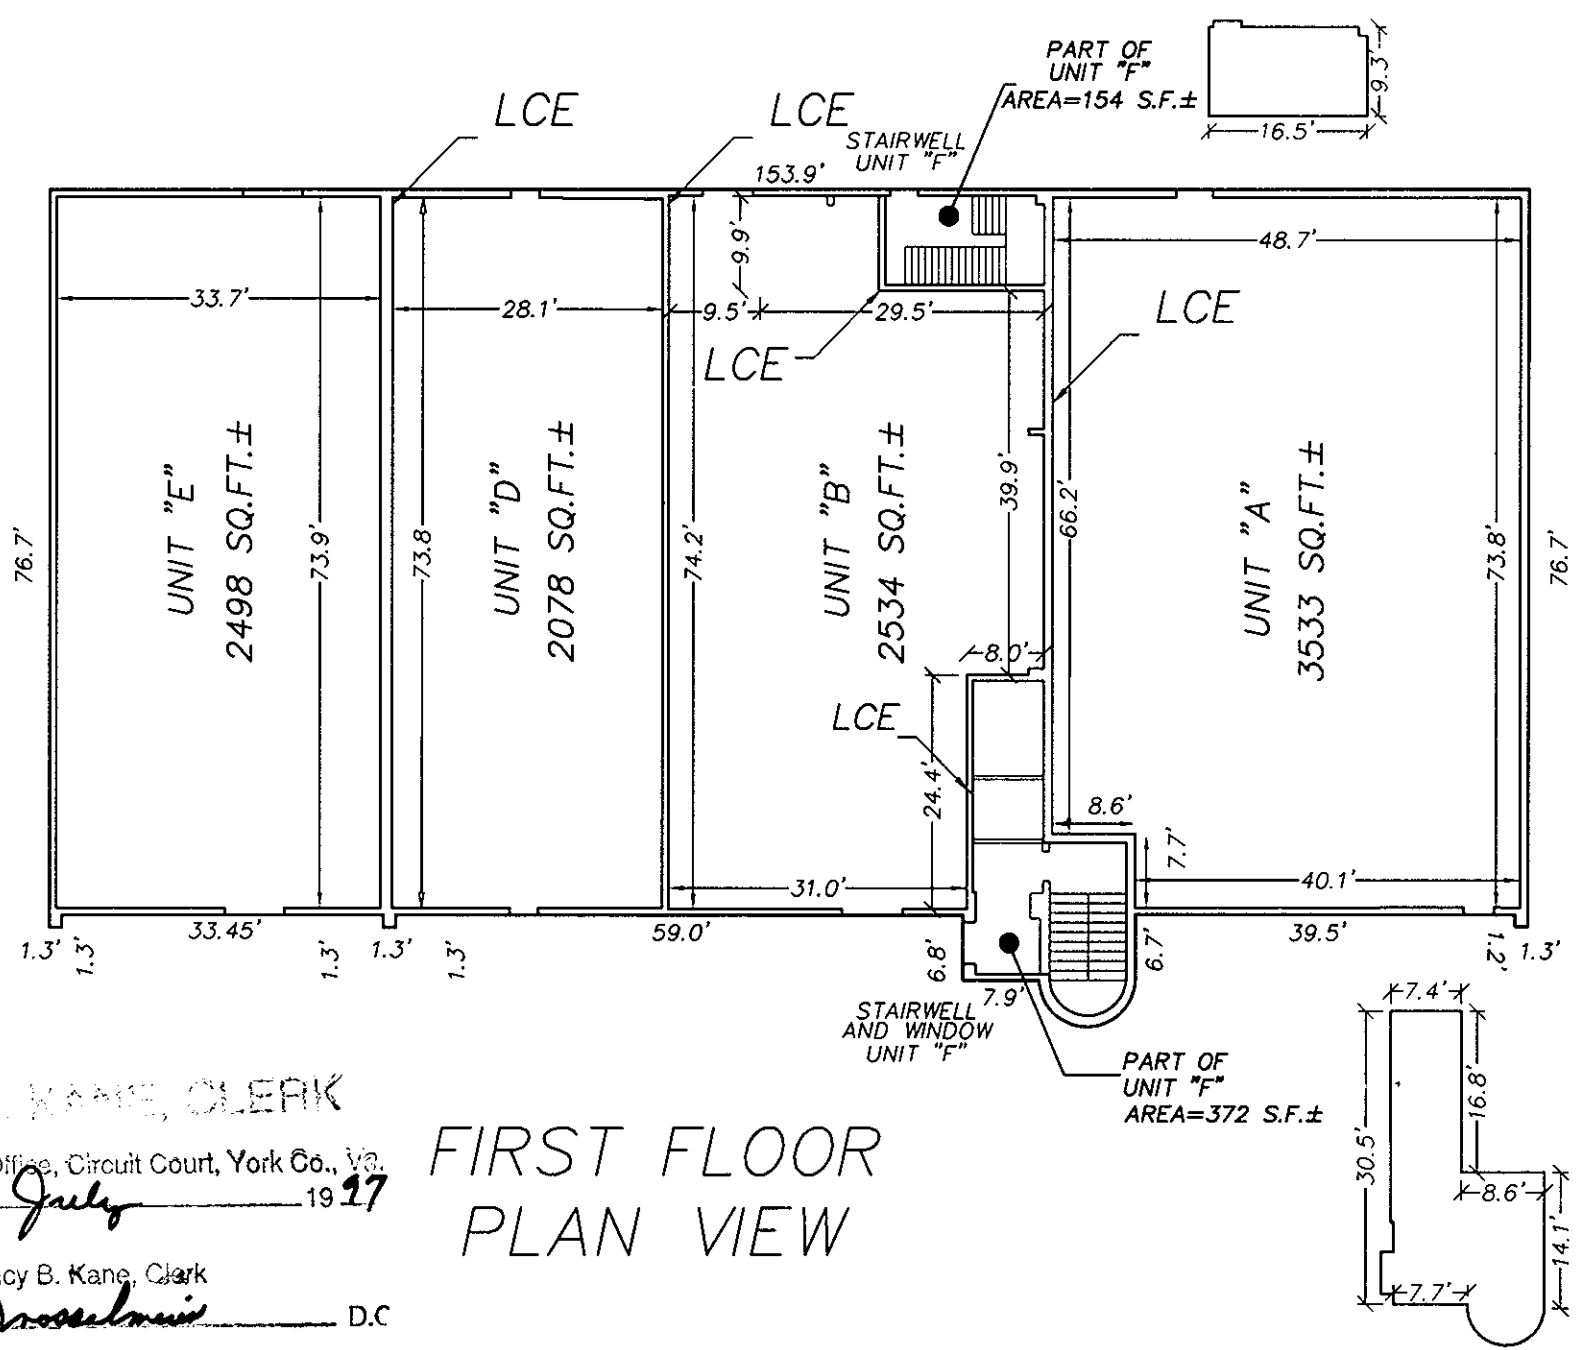 PART OF
UNIT "F"
AREA=154 S.F.±
9.3'
16.5'
LCE
LCE
STAIRWELL
UNIT "F"
153.9'
9.9'
48.7'
33.7'
28.1'
9.5'
29.5'
LCE
LCE
UNIT "E"
2498 SQ.FT.±
UNIT "D"
2078 SQ.FT.±
UNIT "B"
2534 SQ.FT.±
UNIT "A"
3533 SQ.FT.±
76.7'
73.9'
73.8
74.2'
39.9'
66.2'
73.8'
76.7'
8.0'
LCE
24.4'
8.6'
7.7'
31.0'
40.1'
1.3'
1.3'
33.45'
1.3'
1.3'
1.3'
59.0'
6.8'
7.9'
6.7'
39.5'
1.2'
1.3'
STAIRWELL
AND WINDOW
UNIT "F"
PART OF
UNIT "F"
AREA=372 S.F.±
7.4'
16.8'
30.5'
8.6'
14.1'
7.7'
KANE, CLERK
Office, Circuit Court, York Co., Va.
July 1997
cy B. Kane, Clerk
D.C
FIRST FLOOR
PLAN VIEW